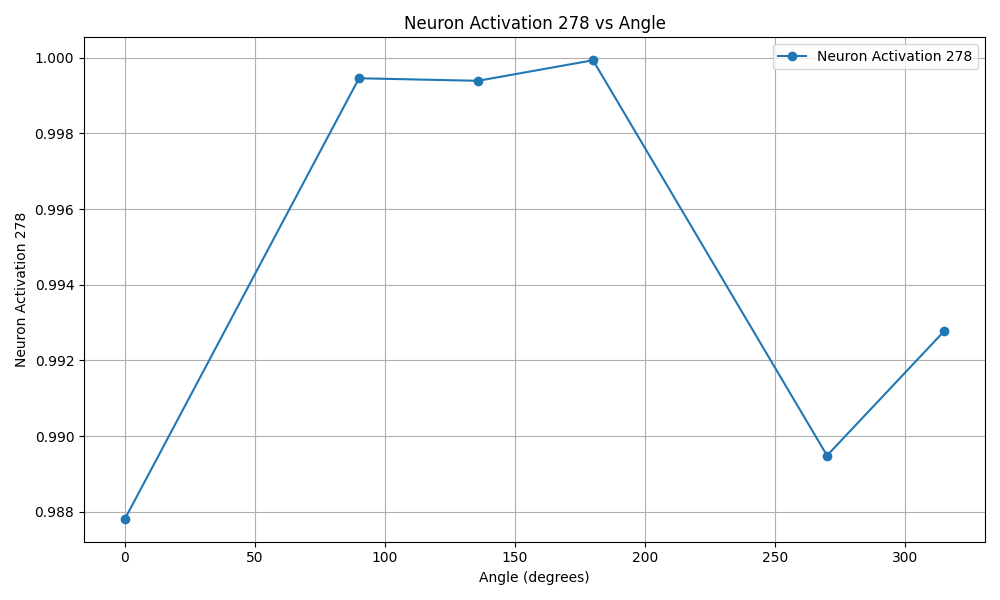 Neuron Activation 278 vs Angle
Neuron Activation 278
1.000
0.998
0.996
0.994
0.992
0.990
0.988
Neuron Activation 278
0 50 100 150 200 250 300
Angle (degrees)